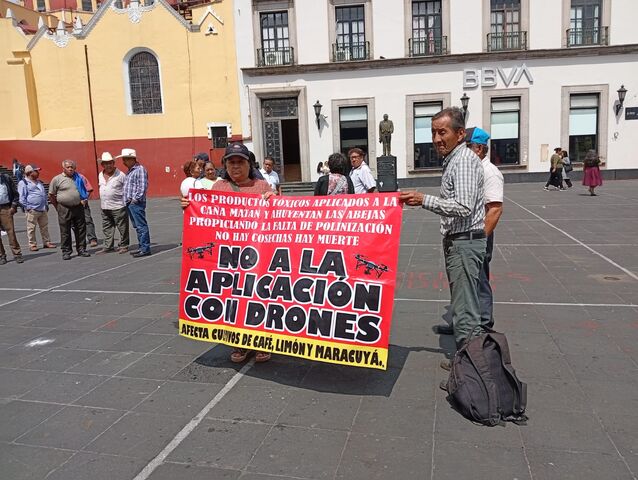 BBVA
LOS PRODUCTOS TÓXICOS APLICADOS A LA
CAÑA MATAN Y AHUYENTAN LAS ABEJAS
PROPICIANDO LA FALTA DE POLINIZACIÓN
NO HAY COSECHAS HAY MUERTE
NO A LA
APLICACIÓN
CON DRONES
AFECTA CULTIVOS DE CAFÉ, LIMÓN Y MARACUYÁ.